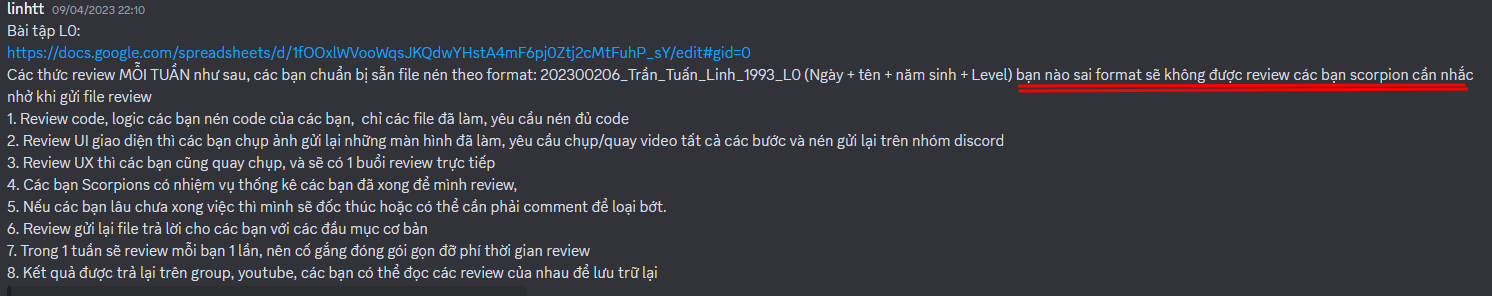 linhtt 09/04/2023 22:10
Bài tập L0:
https://docs.google.com/spreadsheets/d/1fOOxlWVooWqsJKQdwYHstA4mF6pj0Ztj2cMtFuhP_sY/edit#gid=0
Các thức review MỖI TUẦN như sau, các bạn chuẩn bị sẵn file nén theo format: 202300206_Trần_Tuấn_Linh_1993_L0 (Ngày + tên + năm sinh + Level) bạn nào sai format sẽ không được review các bạn scorpion cần nhắc
nhở khi gửi file review
1. Review code, logic các bạn nén code của các bạn, chỉ các file đã làm, yêu cầu nén đủ code
2. Review UI giao diện thì các bạn chụp ảnh gửi lại những màn hình đã làm, yêu cầu chụp/quay video tất cả các bước và nén gửi lại trên nhóm discord
3. Review UX thì các bạn cũng quay chụp, và sẽ có 1 buổi review trực tiếp
4. Các bạn Scorpions có nhiệm vụ thống kê các bạn đã xong để mình review,
5. Nếu các bạn lâu chưa xong việc thì mình sẽ đốc thúc hoặc có thể cần phải comment để loại bớt.
6. Review gửi lại file trả lời cho các bạn với các đầu mục cơ bản
7. Trong 1 tuần sẽ review mỗi bạn 1 lần, nên cố gắng đóng gói gọn đỡ phí thời gian review
8. Kết quả được trả lại trên group, youtube, các bạn có thể đọc các review của nhau để lưu trữ lại